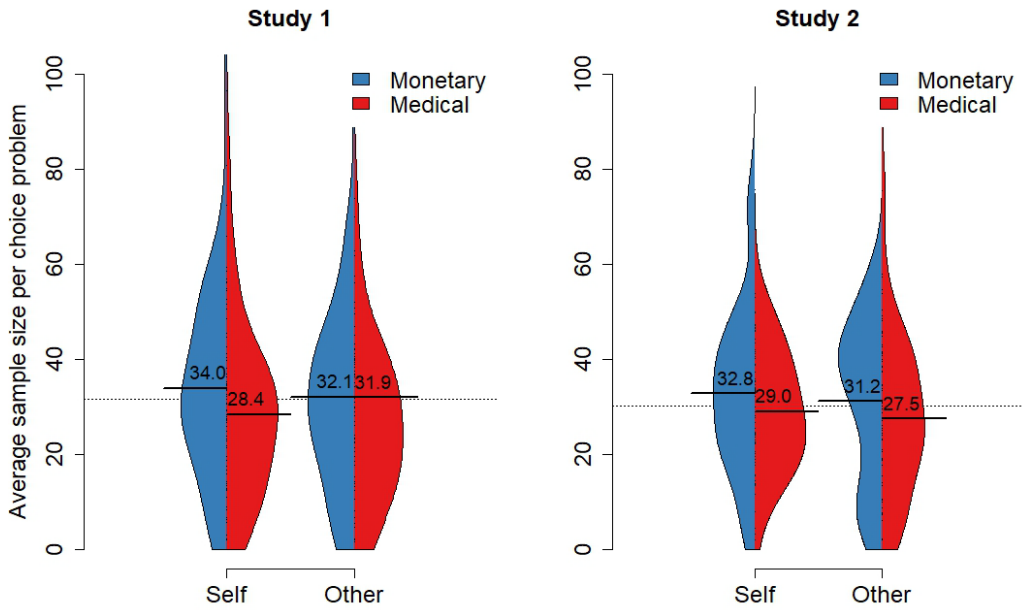 Study 1
Study 2
Average sample size per choice problem
100
80
60
40
20
0
Monetary
Medical
34.0
28.4
32.1
31.9
Self
Other
100
80
60
40
20
0
Monetary
Medical
32.8
29.0
31.2
27.5
Self
Other